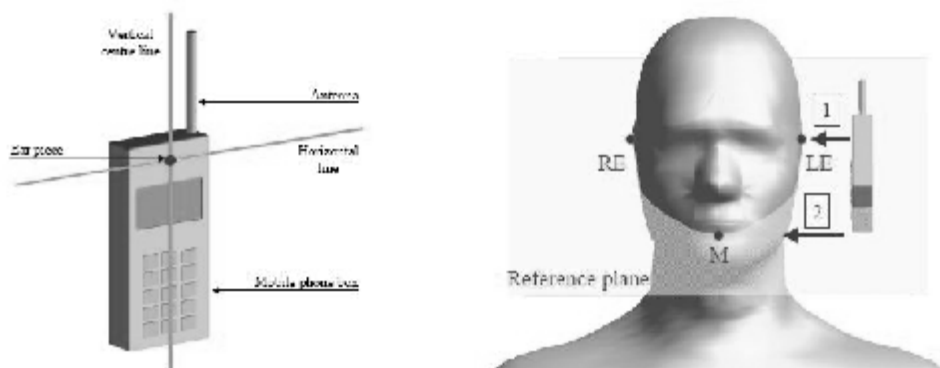 Vertical
centre line
Antenna
Ear piece
Horizontal
line
Mobile phone box
1
RE
LE
2
M
Reference plane